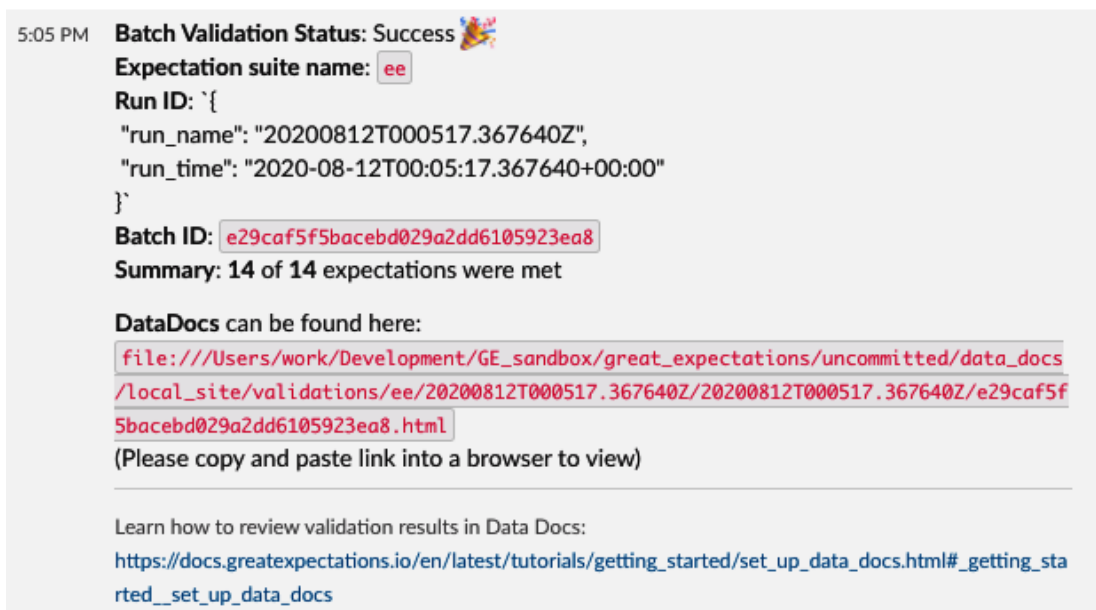 5:05 PM Batch Validation Status: Success 🎉
Expectation suite name: ee
Run ID: `{
"run_name": "20200812T000517.367640Z",
"run_time": "2020-08-12T00:05:17.367640+00:00"
}`
Batch ID: e29caf5f5bacebd029a2dd6105923ea8
Summary: 14 of 14 expectations were met
DataDocs can be found here:
file:///Users/work/Development/GE_sandbox/great_expectations/uncommitted/data_docs
/local_site/validations/ee/20200812T000517.367640Z/20200812T000517.367640Z/e29caf5f
5bacebd029a2dd6105923ea8.html
(Please copy and paste link into a browser to view)
Learn how to review validation results in Data Docs:
https://docs.greatexpectations.io/en/latest/tutorials/getting_started/set_up_data_docs.html#_getting_sta
rted__set_up_data_docs